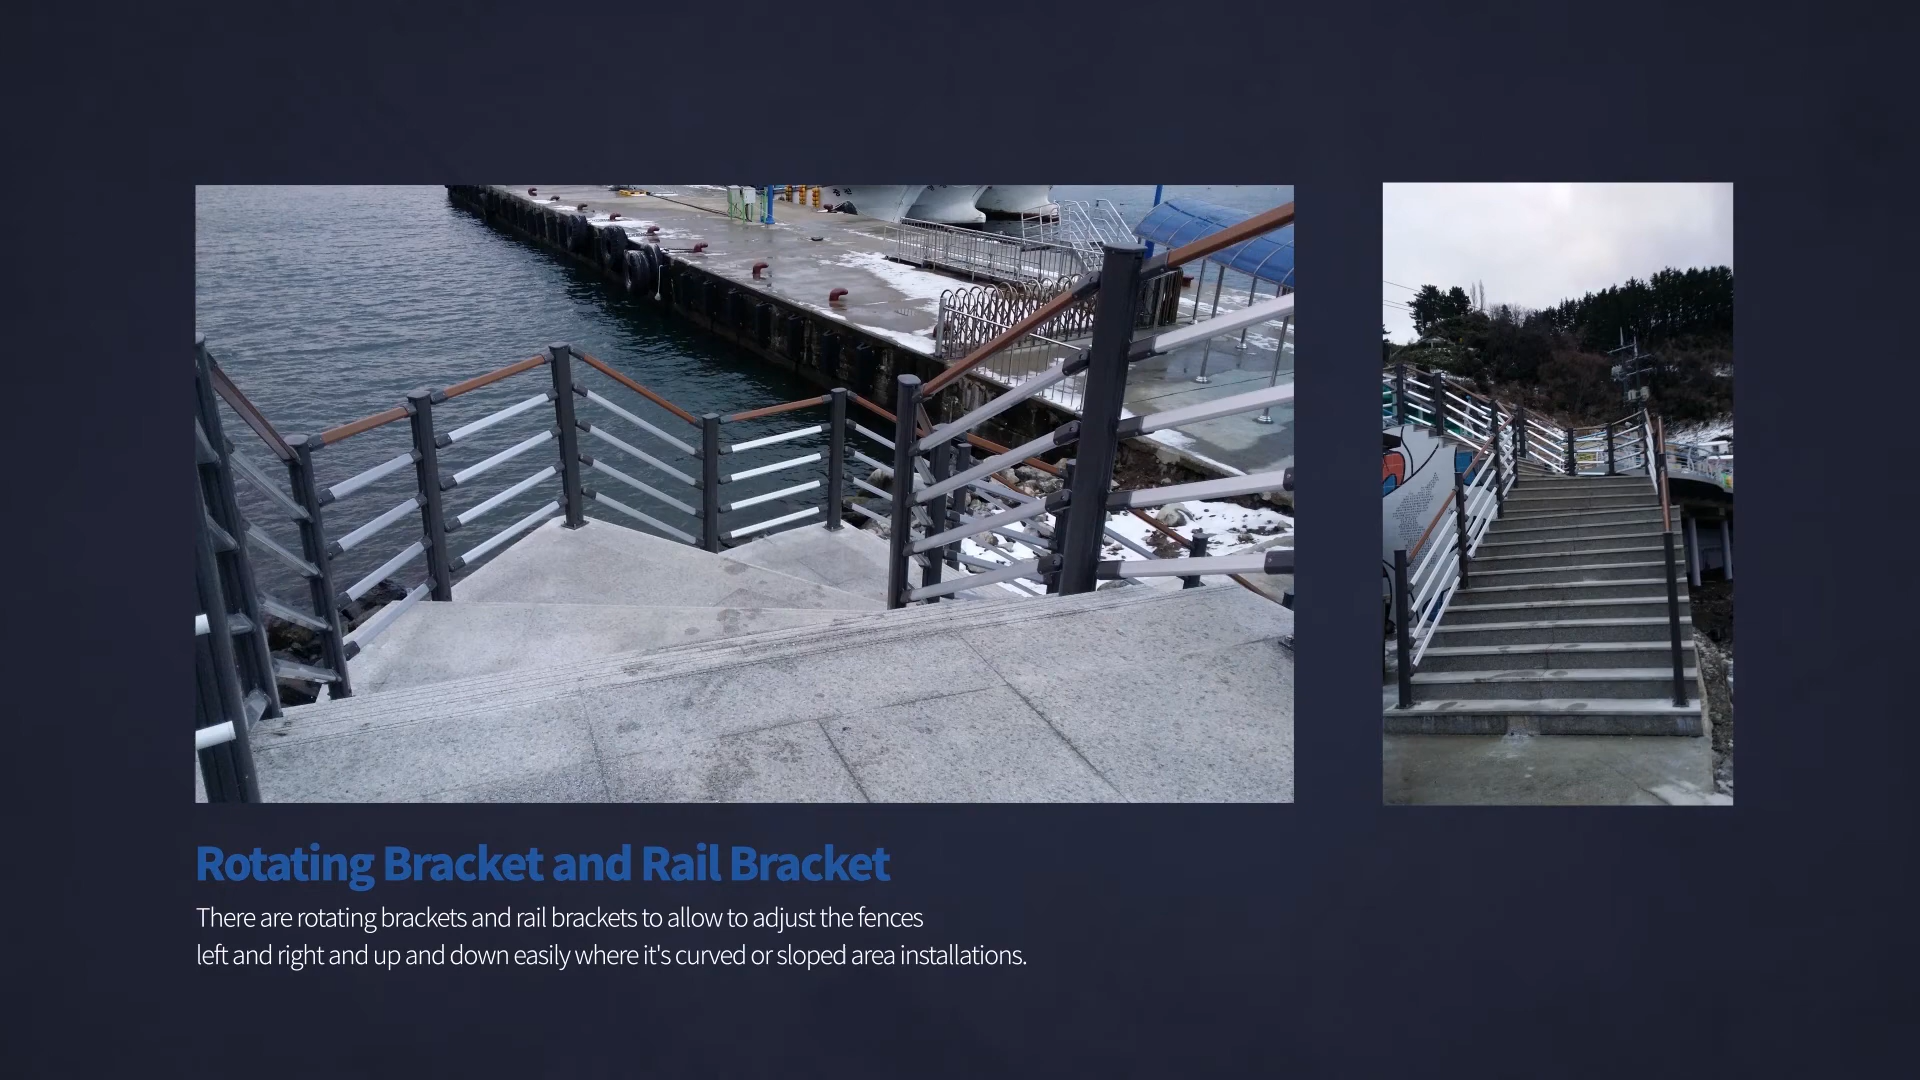 Rotating Bracket and Rail Bracket
There are rotating brackets and rail brackets to allow to adjust the fences
left and right and up and down easily where it's curved or sloped area installations.